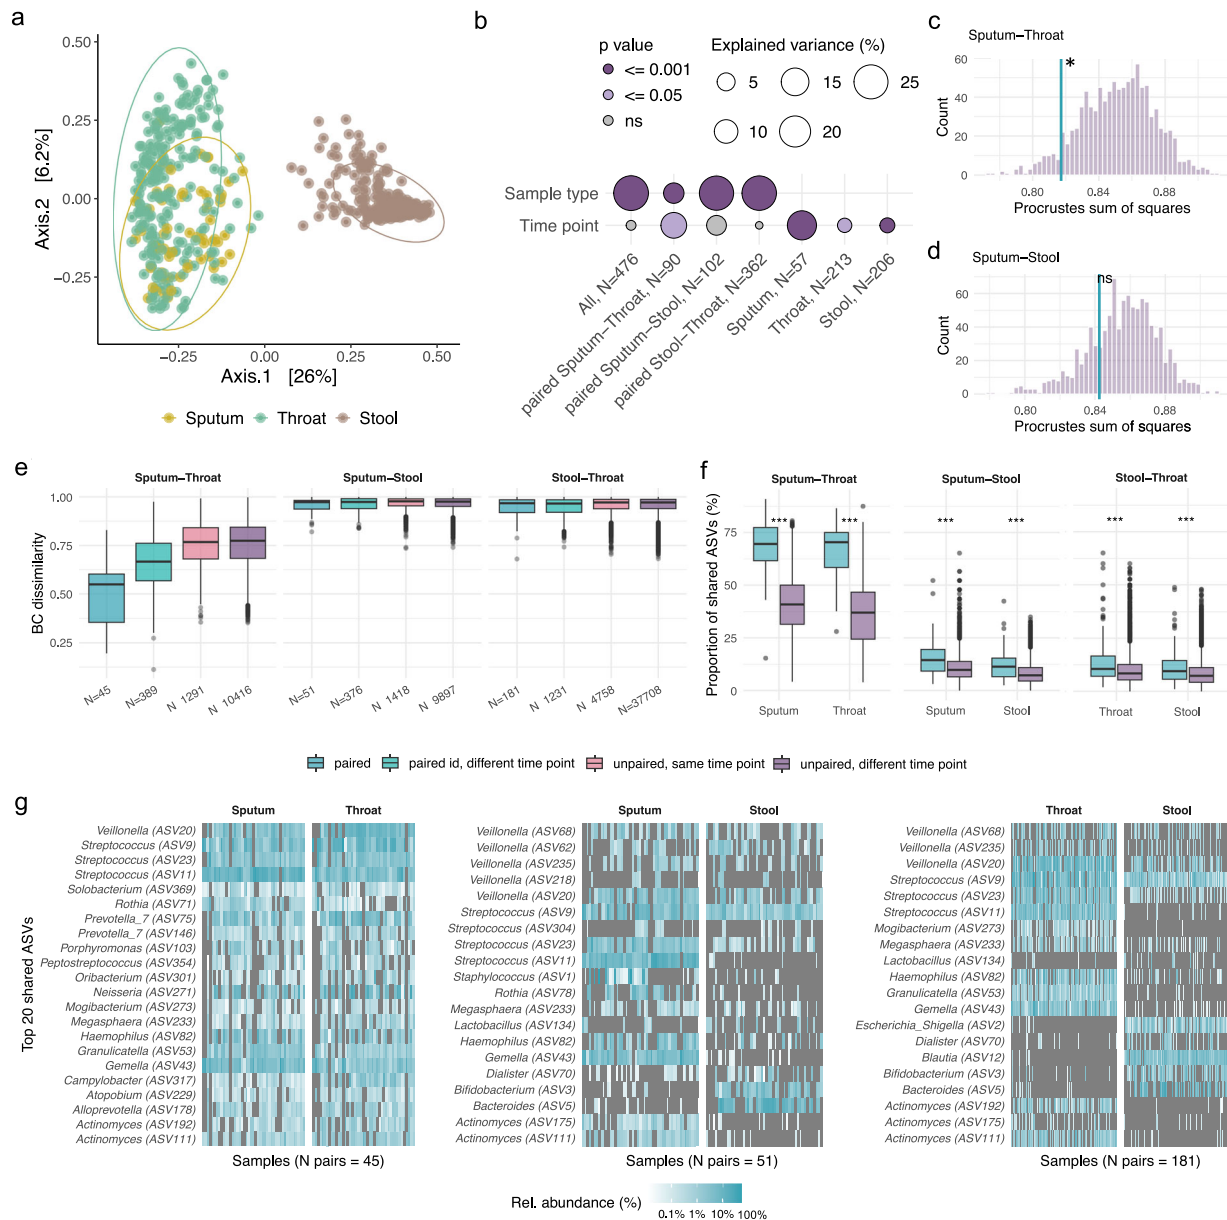 a
0.50
0.25
0.00
−0.25
Axis.2 [6.2%]
−0.25
0.00
0.25
0.50
Axis.1 [26%]
Sputum
Throat
Stool
b
p value
<= 0.001
<= 0.05
ns
Explained variance (%)
5
15
25
10
20
Sample type
Time point
All, N=476
paired Sputum−Throat, N=90
paired Sputum−Stool, N=102
paired Stool−Throat, N=362
Sputum, N=57
Throat, N=213
Stool, N=206
c
Sputum−Throat
*
60
40
20
0
Count
0.80
0.84
0.88
Procrustes sum of squares
d
Sputum−Stool
ns
60
40
20
0
Count
0.80
0.84
0.88
Procrustes sum of squares
e
Sputum−Throat
Sputum−Stool
Stool−Throat
1.00
0.75
0.50
0.25
BC dissimilarity
N=45
N=389
N 1291
N 10416
N=51
N=376
N 1418
N 9897
N=181
N 1231
N 4758
N=37708
f
Sputum−Throat
Sputum−Stool
Stool−Throat
75
50
25
0
Proportion of shared ASVs (%)
***
***
***
***
***
***
Sputum
Throat
Sputum
Stool
Throat
Stool
paired
paired id, different time point
unpaired, same time point
unpaired, different time point
g
Top 20 shared ASVs
Sputum
Throat
Veillonella (ASV20)
Streptococcus (ASV9)
Streptococcus (ASV23)
Streptococcus (ASV11)
Solobacterium (ASV369)
Rothia (ASV71)
Prevotella_7 (ASV75)
Prevotella_7 (ASV146)
Porphyromonas (ASV103)
Peptostreptococcus (ASV354)
Oribacterium (ASV301)
Neisseria (ASV271)
Mogibacterium (ASV273)
Megasphaera (ASV233)
Haemophilus (ASV82)
Granulicatella (ASV53)
Gemella (ASV43)
Campylobacter (ASV317)
Atopobium (ASV229)
Alloprevotella (ASV178)
Actinomyces (ASV192)
Actinomyces (ASV111)
Samples (N pairs = 45)
Sputum
Stool
Veillonella (ASV68)
Veillonella (ASV62)
Veillonella (ASV235)
Veillonella (ASV218)
Veillonella (ASV20)
Streptococcus (ASV9)
Streptococcus (ASV304)
Streptococcus (ASV23)
Streptococcus (ASV11)
Staphylococcus (ASV1)
Rothia (ASV78)
Megasphaera (ASV233)
Lactobacillus (ASV134)
Haemophilus (ASV82)
Gemella (ASV43)
Dialister (ASV70)
Bifidobacterium (ASV3)
Bacteroides (ASV5)
Actinomyces (ASV175)
Actinomyces (ASV111)
Samples (N pairs = 51)
Throat
Stool
Veillonella (ASV68)
Veillonella (ASV235)
Veillonella (ASV20)
Streptococcus (ASV9)
Streptococcus (ASV23)
Streptococcus (ASV11)
Mogibacterium (ASV273)
Megasphaera (ASV233)
Lactobacillus (ASV134)
Haemophilus (ASV82)
Granulicatella (ASV53)
Gemella (ASV43)
Escherichia_Shigella (ASV2)
Dialister (ASV70)
Blautia (ASV12)
Bifidobacterium (ASV3)
Bacteroides (ASV5)
Actinomyces (ASV192)
Actinomyces (ASV175)
Actinomyces (ASV111)
Samples (N pairs = 181)
Rel. abundance (%)
0.1% 1% 10% 100%